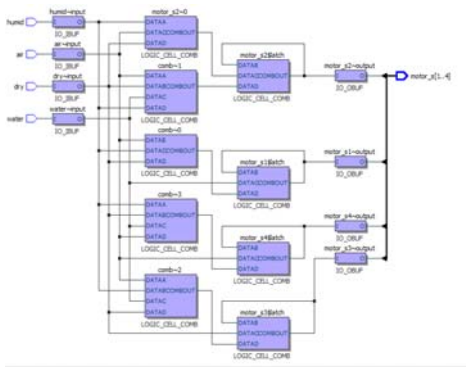 humid~input
humid
IO_IBUF
air~input
air
IO_IBUF
dry~input
dry
IO_IBUF
water~input
water
IO_IBUF
motor_s2~0
DATAA
DATAB COMBOUT
DATAD
LOGIC_CELL_COMB
comb~1
DATAA
DATAB COMBOUT
DATAC
DATAD
LOGIC_CELL_COMB
comb~0
DATAB
DATAC COMBOUT
DATAD
LOGIC_CELL_COMB
comb~3
DATAA
DATAB COMBOUT
DATAC
DATAD
LOGIC_CELL_COMB
comb~2
DATAA
DATAB COMBOUT
DATAC
DATAD
LOGIC_CELL_COMB
motor_s2$latch
DATAB
DATAC COMBOUT
DATAD
LOGIC_CELL_COMB
motor_s1$latch
DATAB
DATAC COMBOUT
DATAD
LOGIC_CELL_COMB
motor_s4$latch
DATAB
DATAC COMBOUT
DATAD
LOGIC_CELL_COMB
motor_s3$latch
DATAB
DATAC COMBOUT
DATAD
LOGIC_CELL_COMB
motor_s2~output
IO_OBUF
motor_s1~output
IO_OBUF
motor_s4~output
IO_OBUF
motor_s3~output
IO_OBUF
motor_s[1..4]